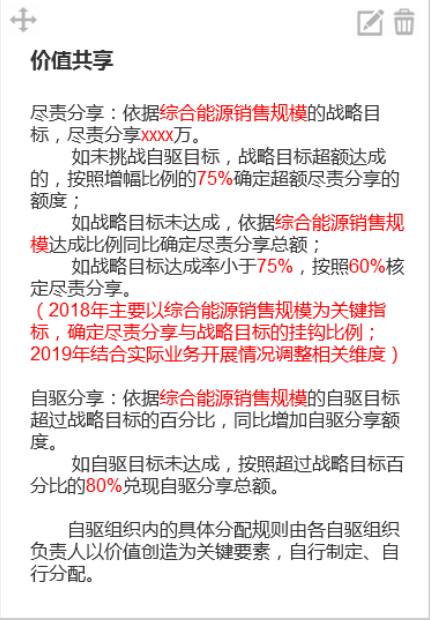 价值共享
尽责分享：依据综合能源销售规模的战略目
标，尽责分享xxxx万。
如未挑战自驱目标，战略目标超额达成
的，按照增幅比例的75%确定超额尽责分享的
额度；
如战略目标未达成，依据综合能源销售规
模达成比例同比确定尽责分享总额；
如战略目标达成率小于75%，按照60%核
定尽责分享。
（2018年主要以综合能源销售规模为关键指
标，确定尽责分享与战略目标的挂钩比例；
2019年结合实际业务开展情况调整相关维度）
自驱分享：依据综合能源销售规模的自驱目标
超过战略目标的百分比，同比增加自驱分享额
度。
如自驱目标未达成，按照超过战略目标百
分比的80%兑现自驱分享总额。
自驱组织内的具体分配规则由各自驱组织
负责人以价值创造为关键要素，自行制定、自
行分配。